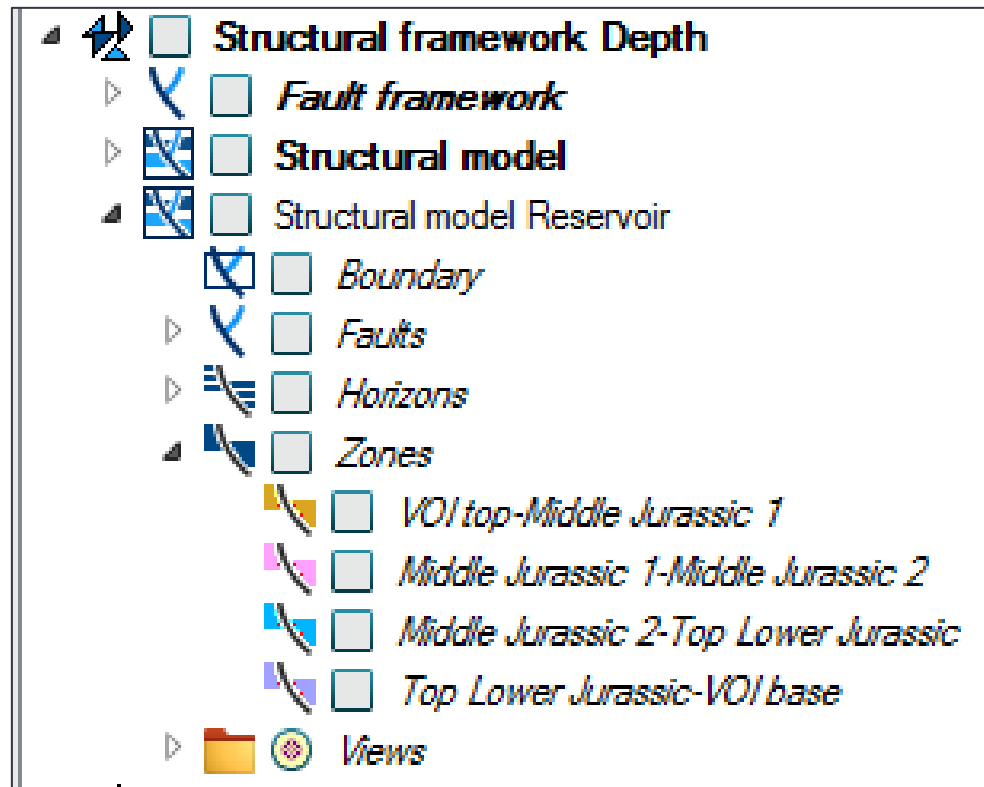 Structural framework Depth
Fault framework
Structural model
Structural model Reservoir
Boundary
Faults
Horizons
Zones
VOI top-Middle Jurassic 1
Middle Jurassic 1-Middle Jurassic 2
Middle Jurassic 2-Top Lower Jurassic
Top Lower Jurassic-VOI base
Views